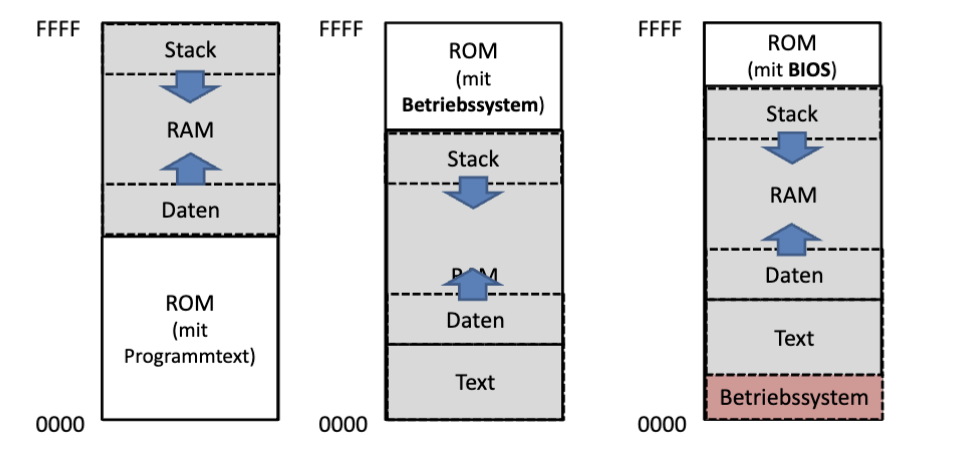 FFFF
Stack
RAM
Daten
ROM
(mit
Programmtext)
0000
FFFF
ROM
(mit
Betriebssystem)
Stack
RAM
Daten
Text
0000
FFFF
ROM
(mit BIOS)
Stack
RAM
Daten
Text
Betriebssystem
0000